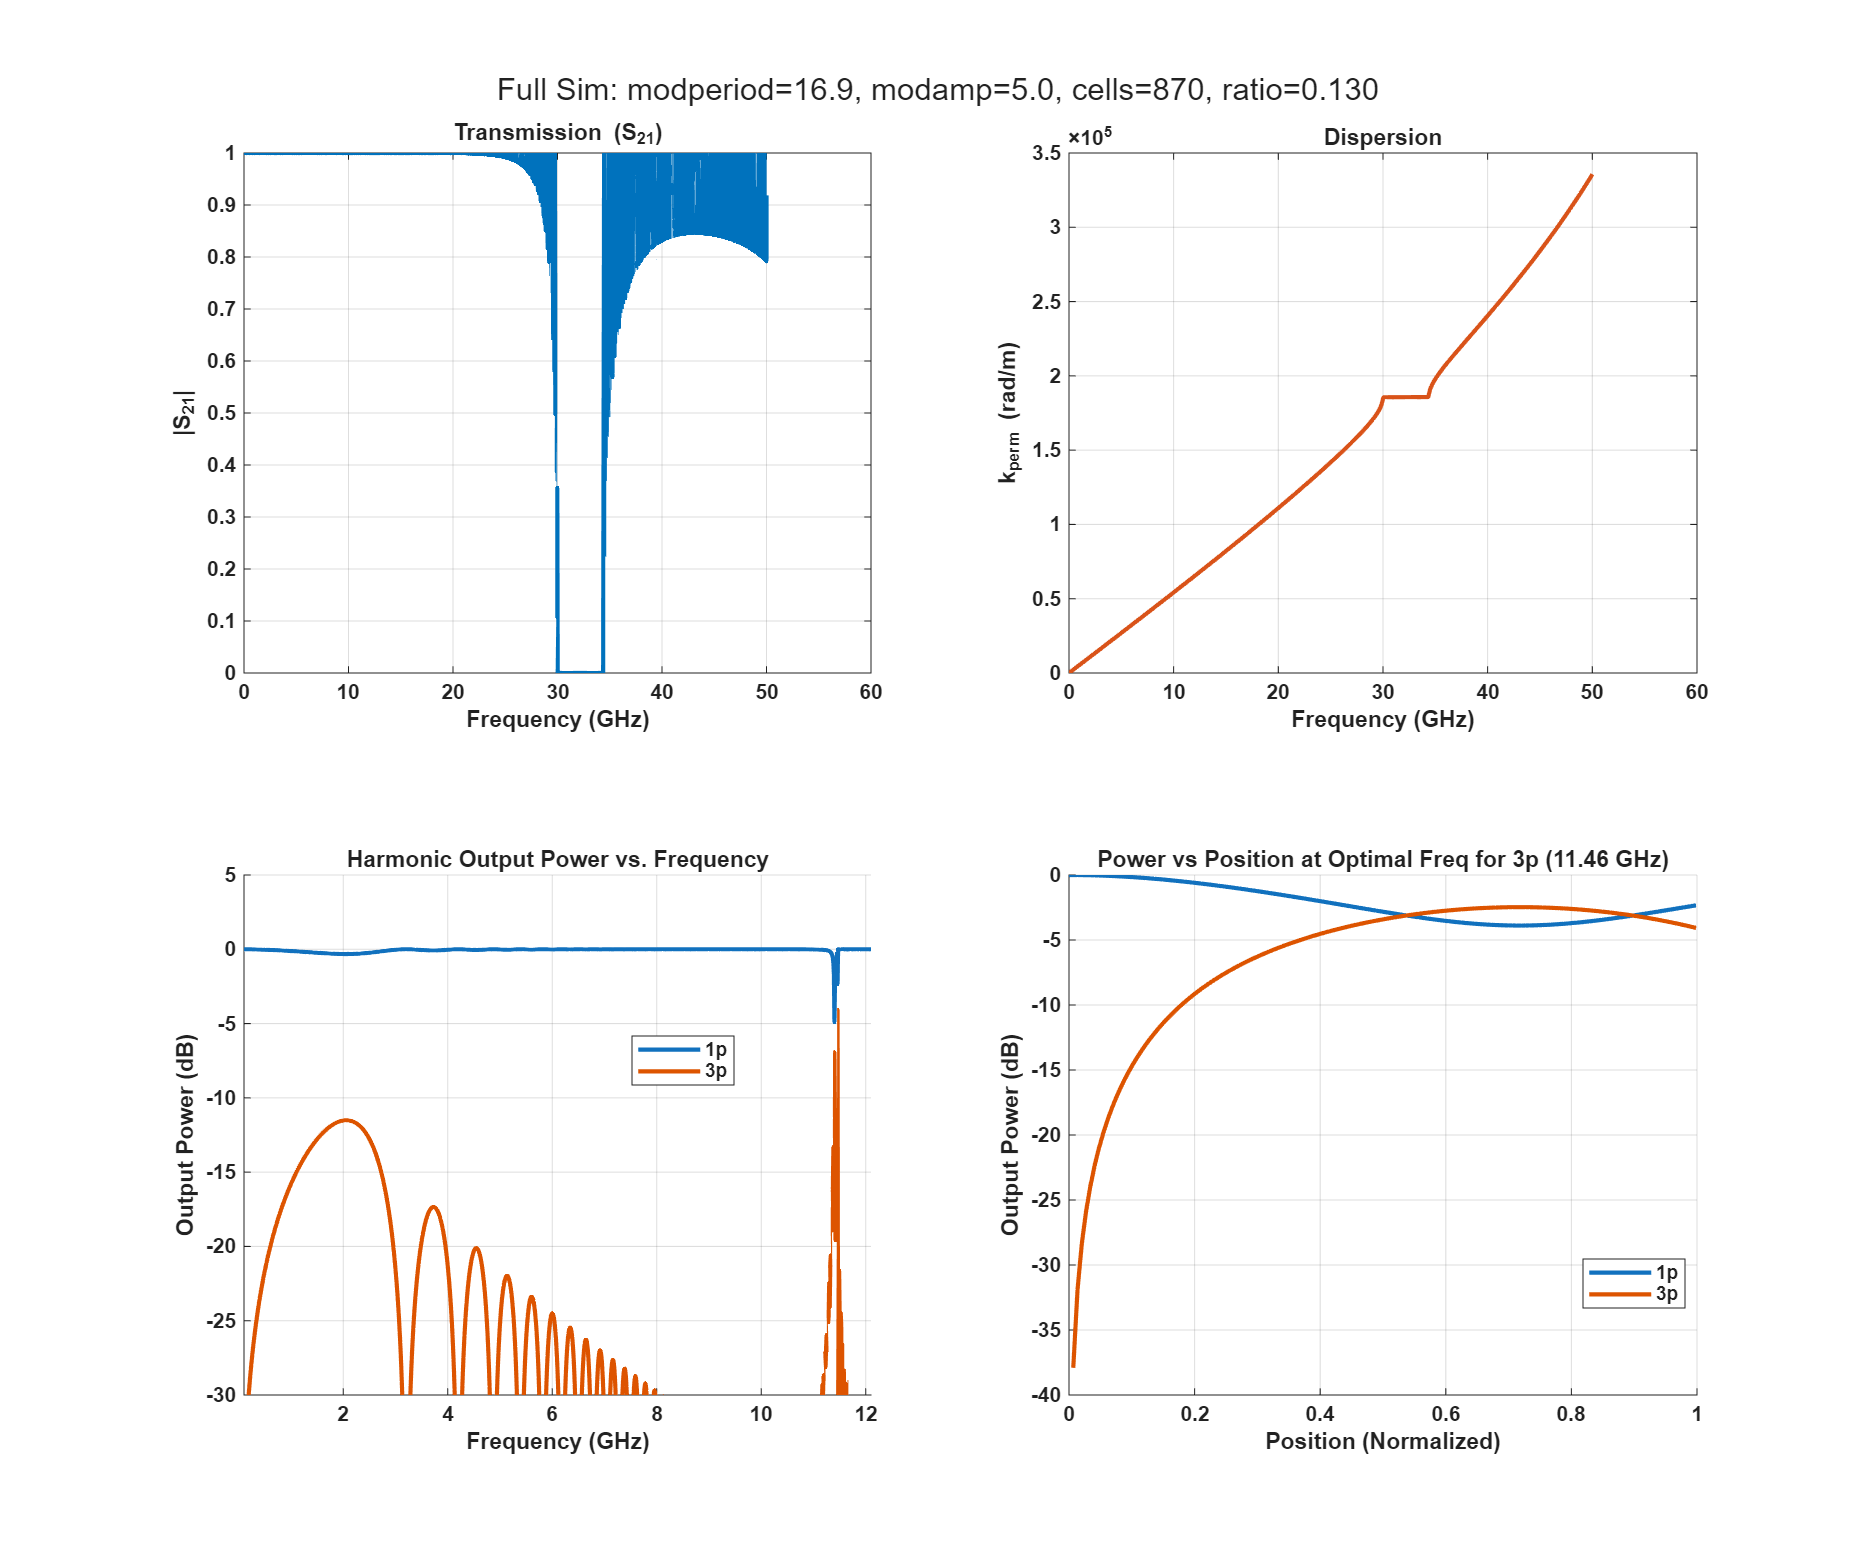 Full Sim: modperiod=16.9, modamp=5.0, cells=870, ratio=0.130
Transmission (S21)
1
0.9
0.8
0.7
0.6
0.5
0.4
0.3
0.2
0.1
0
|S21|
0 10 20 30 40 50 60
Frequency (GHz)
×10^5
Dispersion
3.5
3
2.5
2
1.5
1
0.5
0
kperm (rad/m)
0 10 20 30 40 50 60
Frequency (GHz)
Harmonic Output Power vs. Frequency
5
0
-5
-10
-15
-20
-25
-30
Output Power (dB)
1p
3p
2 4 6 8 10 12
Frequency (GHz)
Power vs Position at Optimal Freq for 3p (11.46 GHz)
0
-5
-10
-15
-20
-25
-30
-35
-40
Output Power (dB)
1p
3p
0 0.2 0.4 0.6 0.8 1
Position (Normalized)